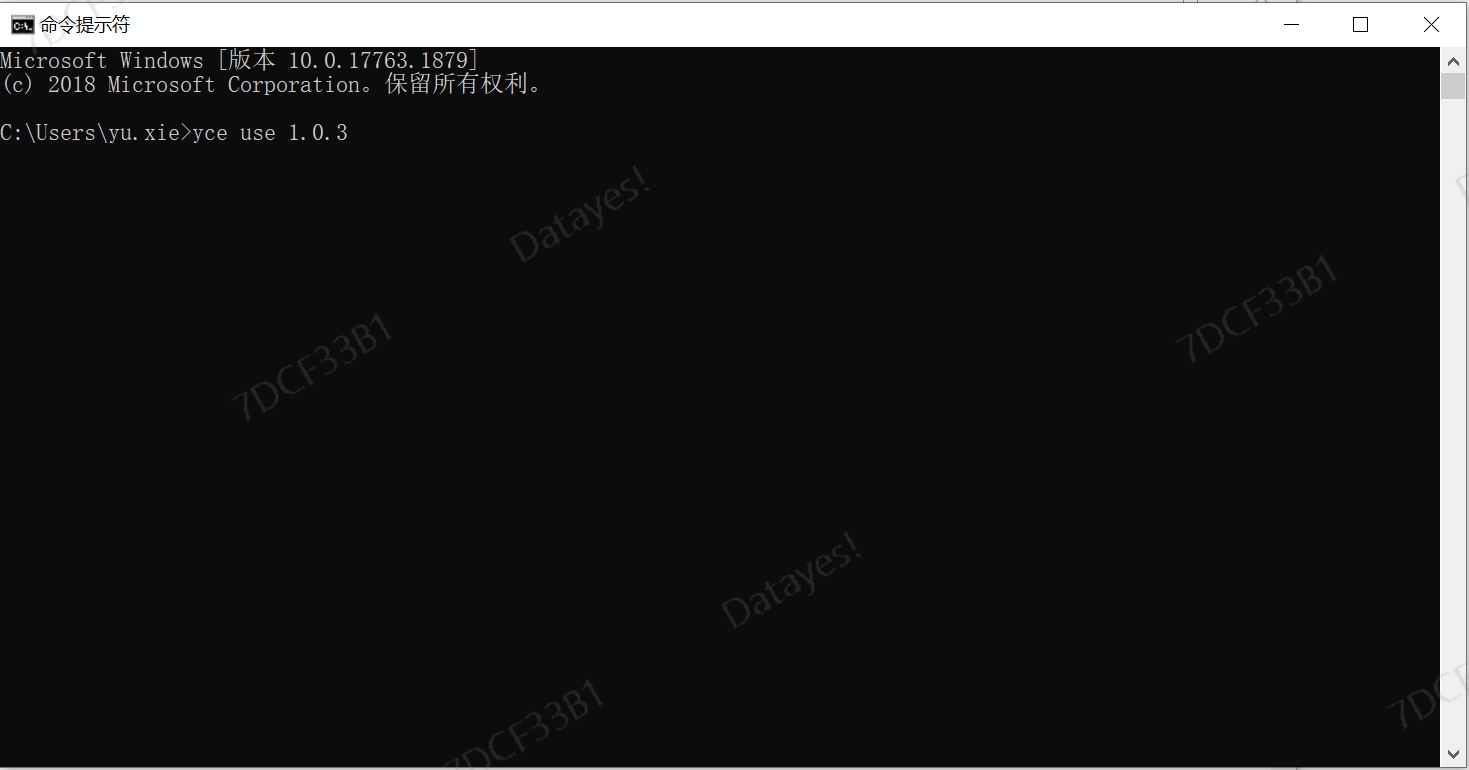 命令提示符
Microsoft Windows [版本 10.0.17763.1879]
(c) 2018 Microsoft Corporation。保留所有权利。
C:\Users\yu.xie>yce use 1.0.3
Datayes!
7DCF33B1
7DCF33B1
Datayes!
7DCF33B1